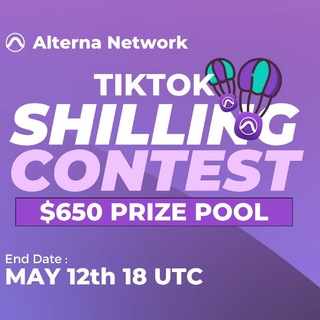 Alterna Network
TIKTOK
SHILLING
CONTEST
$650 PRIZE POOL
End Date :
MAY 12th 18 UTC